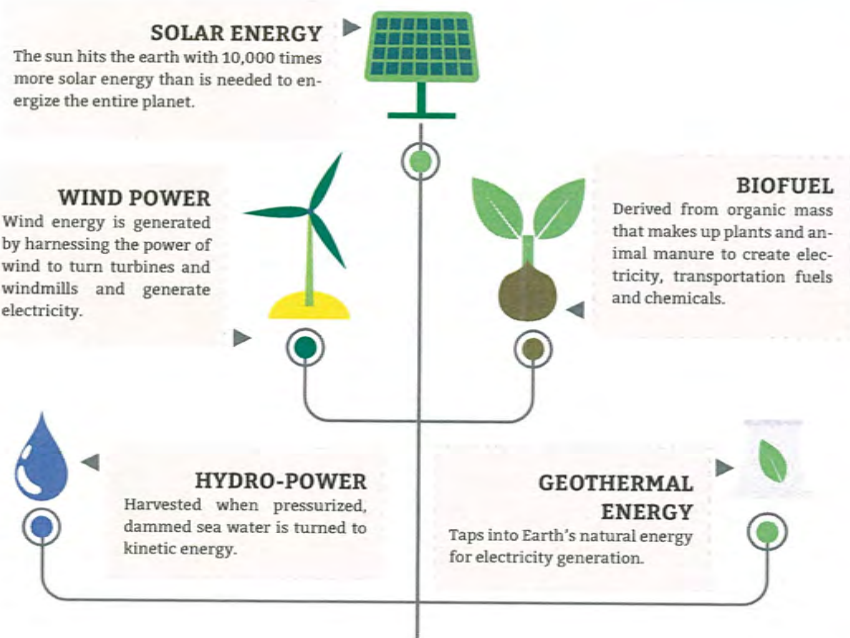 SOLAR ENERGY
The sun hits the earth with 10,000 times
more solar energy than is needed to en-
ergize the entire planet.
WIND POWER
Wind energy is generated
by harnessing the power of
wind to turn turbines and
windmills and generate
electricity.
BIOFUEL
Derived from organic mass
that makes up plants and an-
imal manure to create elec-
tricity, transportation fuels
and chemicals.
HYDRO-POWER
Harvested when pressurized,
dammed sea water is turned to
kinetic energy.
GEOTHERMAL
ENERGY
Taps into Earth's natural energy
for electricity generation.